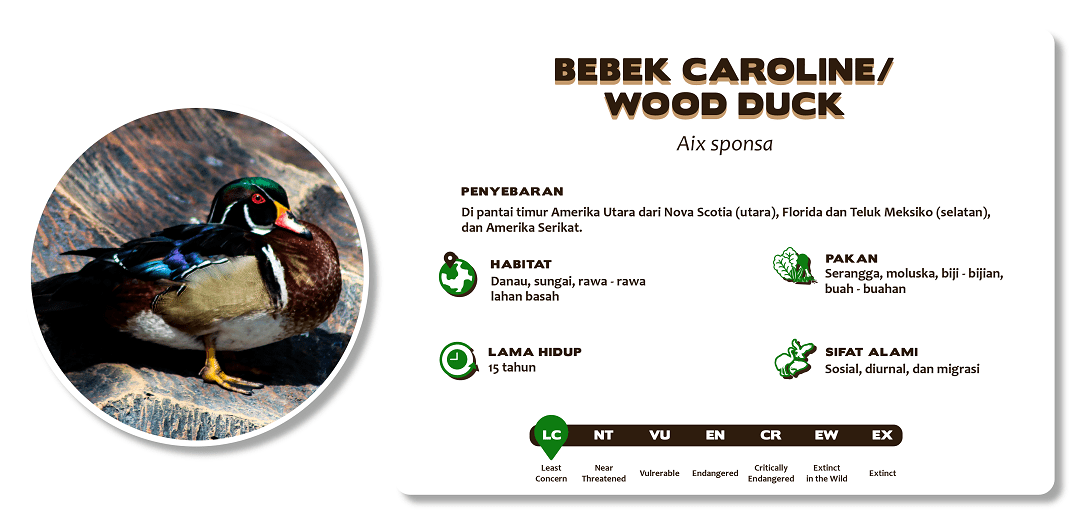 BEBEK CAROLINE/
WOOD DUCK
Aix sponsa
PENYEBARAN
Di pantai timur Amerika Utara dari Nova Scotia (utara), Florida dan Teluk Meksiko (selatan),
dan Amerika Serikat.
HABITAT
Danau, sungai, rawa - rawa
lahan basah
PAKAN
Serangga, moluska, biji - bijian,
buah - buahan
LAMA HIDUP
15 tahun
SIFAT ALAMI
Sosial, diurnal, dan migrasi
LC NT VU EN CR EW EX
Least Concern Near Threatened Vulrerable Endangered Critically Endangered Extinct in the Wild Extinct